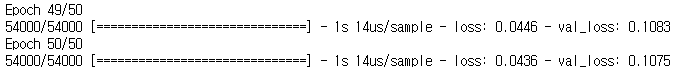 Epoch 49/50
54000/54000 [==============================] - 1s 14us/sample - loss: 0.0446 - val_loss: 0.1083
Epoch 50/50
54000/54000 [==============================] - 1s 14us/sample - loss: 0.0436 - val_loss: 0.1075